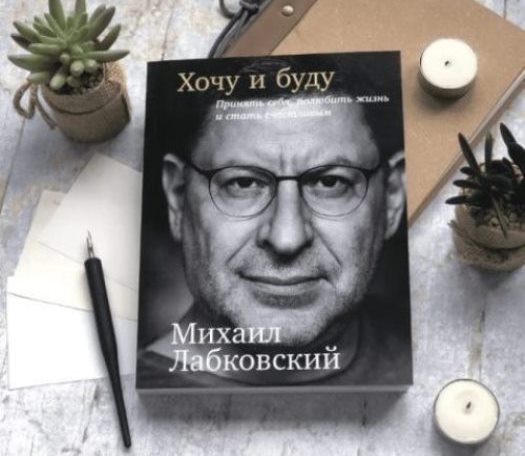 Хочу и буду
Принять себя, полюбить жизнь
и стать счастливым
Михаил
Лабковский